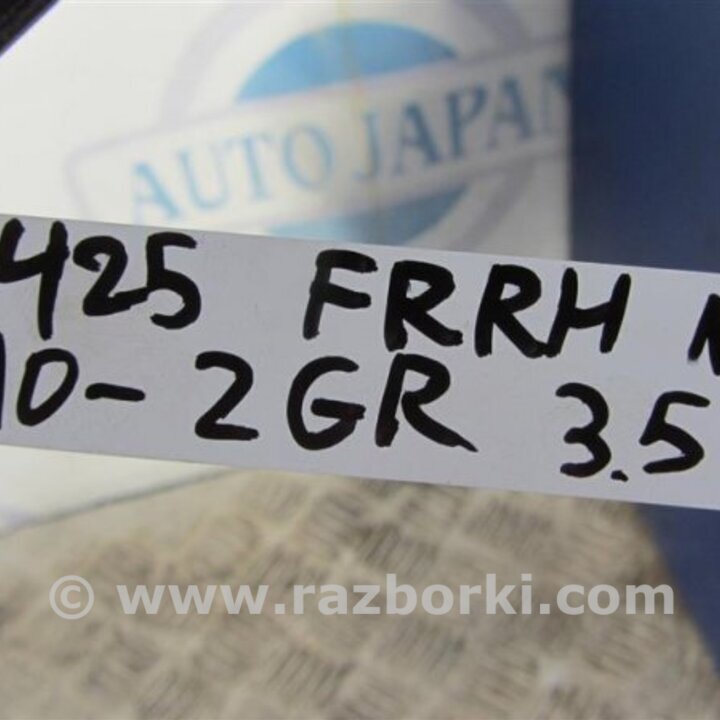 AUTO JAPAN
425 FRRH
10-2GR 3.5
© www.razborki.com